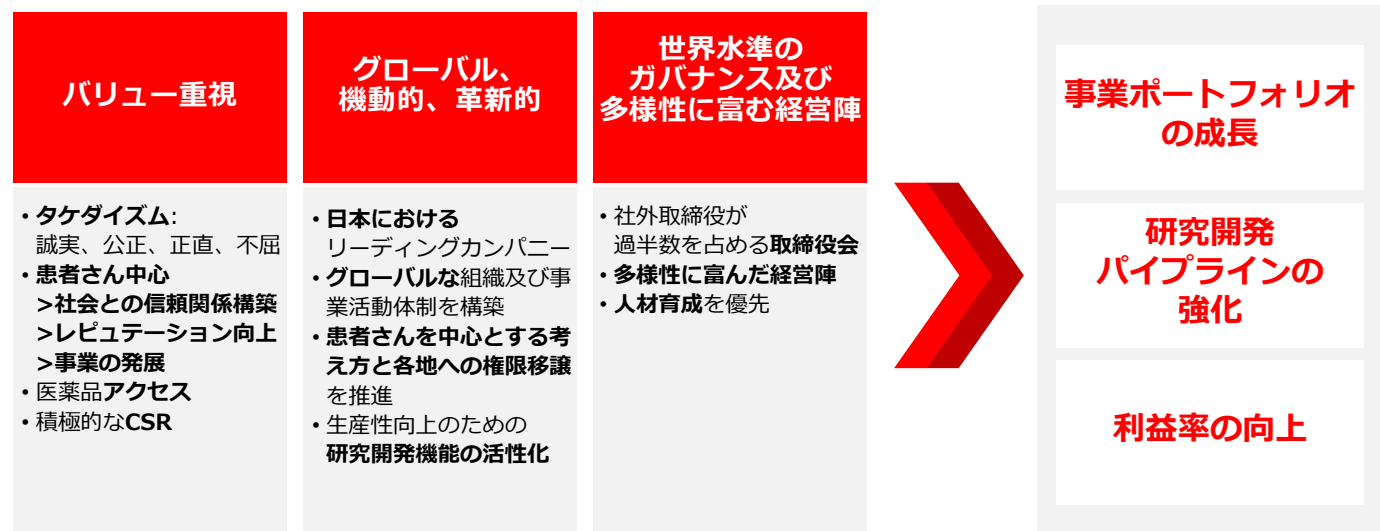 バリュー重視
・タケダイズム:
誠実、公正、正直、不屈
・患者さん中心
>社会との信頼関係構築
>レピュテーション向上
>事業の発展
・医薬品アクセス
・積極的なCSR
グローバル、
機動的、革新的
・日本における
リーディングカンパニー
・グローバルな組織及び事
業活動体制を構築
・患者さんを中心とする考
え方と各地への権限移譲
を推進
・生産性向上のための
研究開発機能の活性化
世界水準の
ガバナンス及び
多様性に富む経営陣
・社外取締役が
過半数を占める取締役会
・多様性に富んだ経営陣
・人材育成を優先
事業ポートフォリオ
の成長
研究開発
パイプラインの
強化
利益率の向上